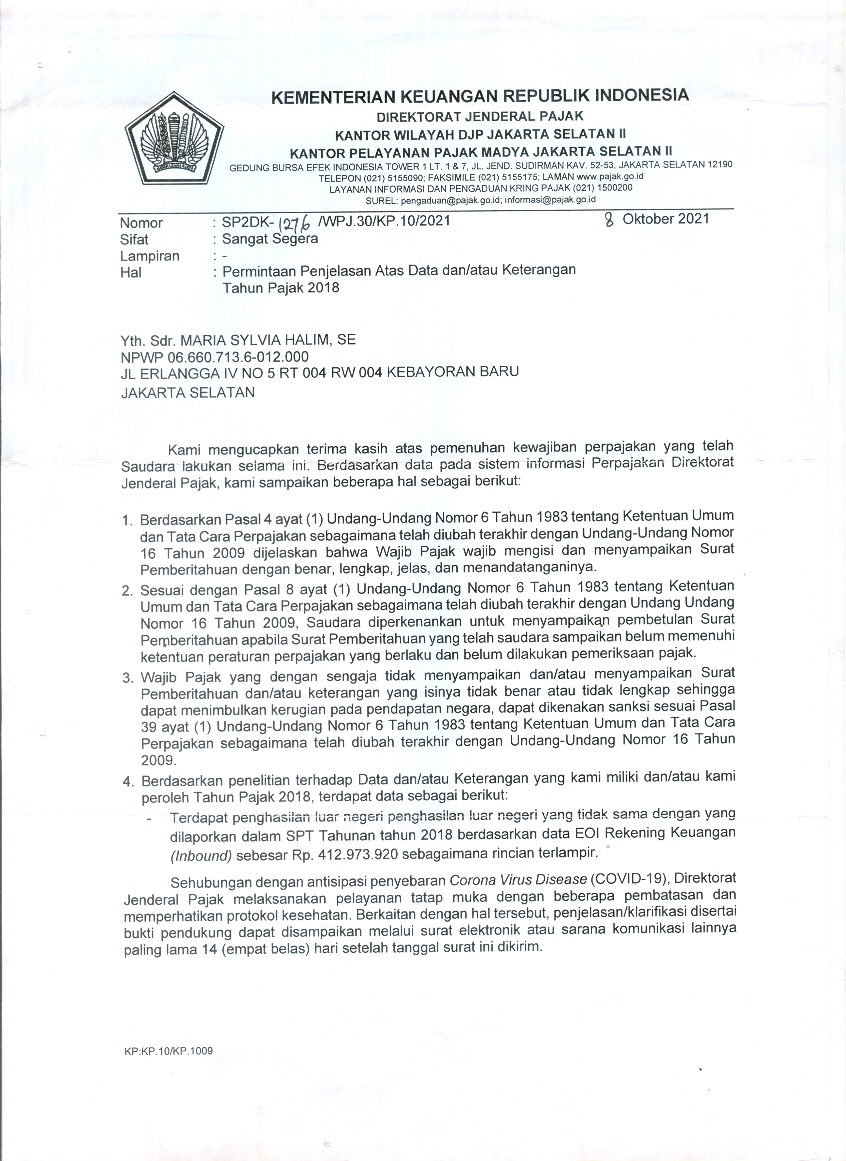 KEMENTERIAN KEUANGAN REPUBLIK INDONESIA
DIREKTORAT JENDERAL PAJAK
KANTOR WILAYAH DJP JAKARTA SELATAN II
KANTOR PELAYANAN PAJAK MADYA JAKARTA SELATAN II
GEDUNG BURSA EFEK INDONESIA TOWER 1 LT. 1 & 7, JL. JEND. SUDIRMAN KAV. 52-53, JAKARTA SELATAN 12190
TELEPON (021) 5155090; FAKSIMILE (021) 5155175; LAMAN www.pajak.go.id
LAYANAN INFORMASI DAN PENGADUAN KRING PAJAK (021) 1500200
SUREL: pengaduan@pajak.go.id; informasi@pajak.go.id
Nomor : SP2DK-1276/WPJ.30/KP.10/2021 8 Oktober 2021
Sifat : Sangat Segera
Lampiran : -
Hal : Permintaan Penjelasan Atas Data dan/atau Keterangan
Tahun Pajak 2018
Yth. Sdr. MARIA SYLVIA HALIM, SE
NPWP 06.660.713.6-012.000
JL ERLANGGA IV NO 5 RT 004 RW 004 KEBAYORAN BARU
JAKARTA SELATAN
Kami mengucapkan terima kasih atas pemenuhan kewajiban perpajakan yang telah
Saudara lakukan selama ini. Berdasarkan data pada sistem informasi Perpajakan Direktorat
Jenderal Pajak, kami sampaikan beberapa hal sebagai berikut:
1. Berdasarkan Pasal 4 ayat (1) Undang-Undang Nomor 6 Tahun 1983 tentang Ketentuan Umum
dan Tata Cara Perpajakan sebagaimana telah diubah terakhir dengan Undang-Undang Nomor
16 Tahun 2009 dijelaskan bahwa Wajib Pajak wajib mengisi dan menyampaikan Surat
Pemberitahuan dengan benar, lengkap, jelas, dan menandatanganinya.
2. Sesuai dengan Pasal 8 ayat (1) Undang-Undang Nomor 6 Tahun 1983 tentang Ketentuan
Umum dan Tata Cara Perpajakan sebagaimana telah diubah terakhir dengan Undang Undang
Nomor 16 Tahun 2009, Saudara diperkenankan untuk menyampaikan pembetulan Surat
Pemberitahuan apabila Surat Pemberitahuan yang telah saudara sampaikan belum memenuhi
ketentuan peraturan perpajakan yang berlaku dan belum dilakukan pemeriksaan pajak.
3. Wajib Pajak yang dengan sengaja tidak menyampaikan dan/atau menyampaikan Surat
Pemberitahuan dan/atau keterangan yang isinya tidak benar atau tidak lengkap sehingga
dapat menimbulkan kerugian pada pendapatan negara, dapat dikenakan sanksi sesuai Pasal
39 ayat (1) Undang-Undang Nomor 6 Tahun 1983 tentang Ketentuan Umum dan Tata Cara
Perpajakan sebagaimana telah diubah terakhir dengan Undang-Undang Nomor 16 Tahun
2009.
4. Berdasarkan penelitian terhadap Data dan/atau Keterangan yang kami miliki dan/atau kami
peroleh Tahun Pajak 2018, terdapat data sebagai berikut:
- Terdapat penghasilan luar negeri penghasilan luar negeri yang tidak sama dengan yang
dilaporkan dalam SPT Tahunan tahun 2018 berdasarkan data EOI Rekening Keuangan
(Inbound) sebesar Rp. 412.973.920 sebagaimana rincian terlampir.
Sehubungan dengan antisipasi penyebaran Corona Virus Disease (COVID-19), Direktorat
Jenderal Pajak melaksanakan pelayanan tatap muka dengan beberapa pembatasan dan
memperhatikan protokol kesehatan. Berkaitan dengan hal tersebut, penjelasan/klarifikasi disertai
bukti pendukung dapat disampaikan melalui surat elektronik atau sarana komunikasi lainnya
paling lama 14 (empat belas) hari setelah tanggal surat ini dikirim.
KP:KP.10/KP.1009